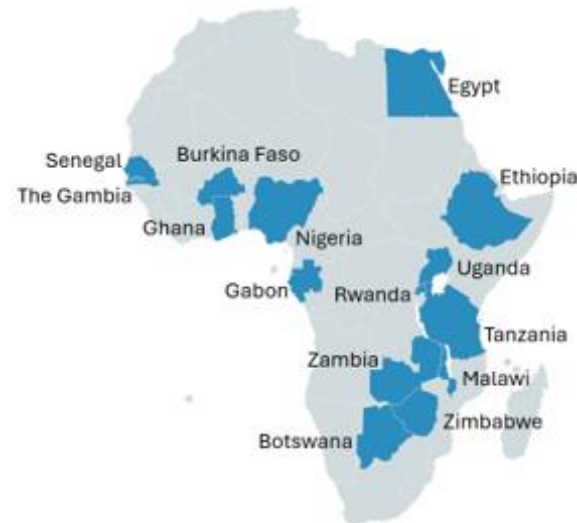 Egypt
Senegal
Burkina Faso
Ethiopia
The Gambia
Ghana
Nigeria
Uganda
Gabon
Rwanda
Tanzania
Zambia
Malawi
Zimbabwe
Botswana